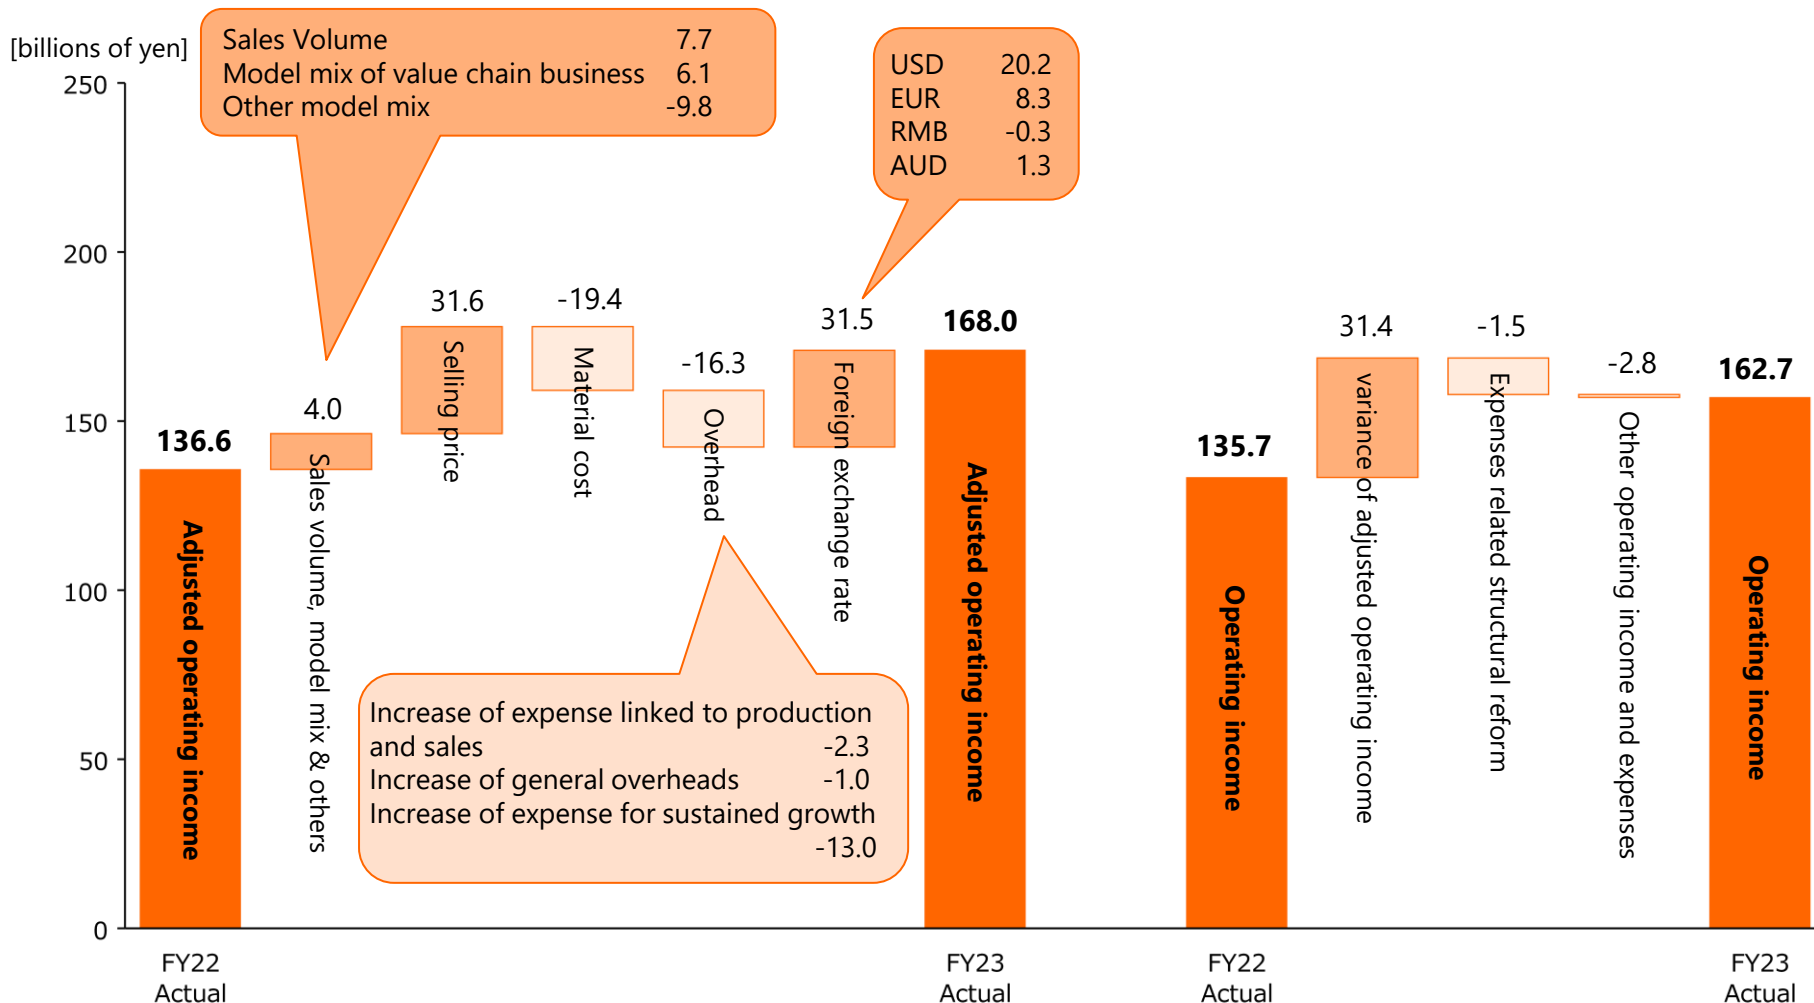 [billions of yen]
250
200
150
100
50
0
Sales Volume 7.7
Model mix of value chain business 6.1
Other model mix -9.8
USD 20.2
EUR 8.3
RMB -0.3
AUD 1.3
136.6
Adjusted operating income
4.0
Sales volume, model mix & others
31.6
Selling price
-19.4
Material cost
-16.3
Overhead
31.5
Foreign exchange rate
168.0
Adjusted operating income
Increase of expense linked to production
and sales -2.3
Increase of general overheads -1.0
Increase of expense for sustained growth
-13.0
135.7
Operating income
31.4
variance of adjusted operating income
-1.5
Expenses related structural reform
-2.8
Other operating income and expenses
162.7
Operating income
FY22
Actual
FY23
Actual
FY22
Actual
FY23
Actual